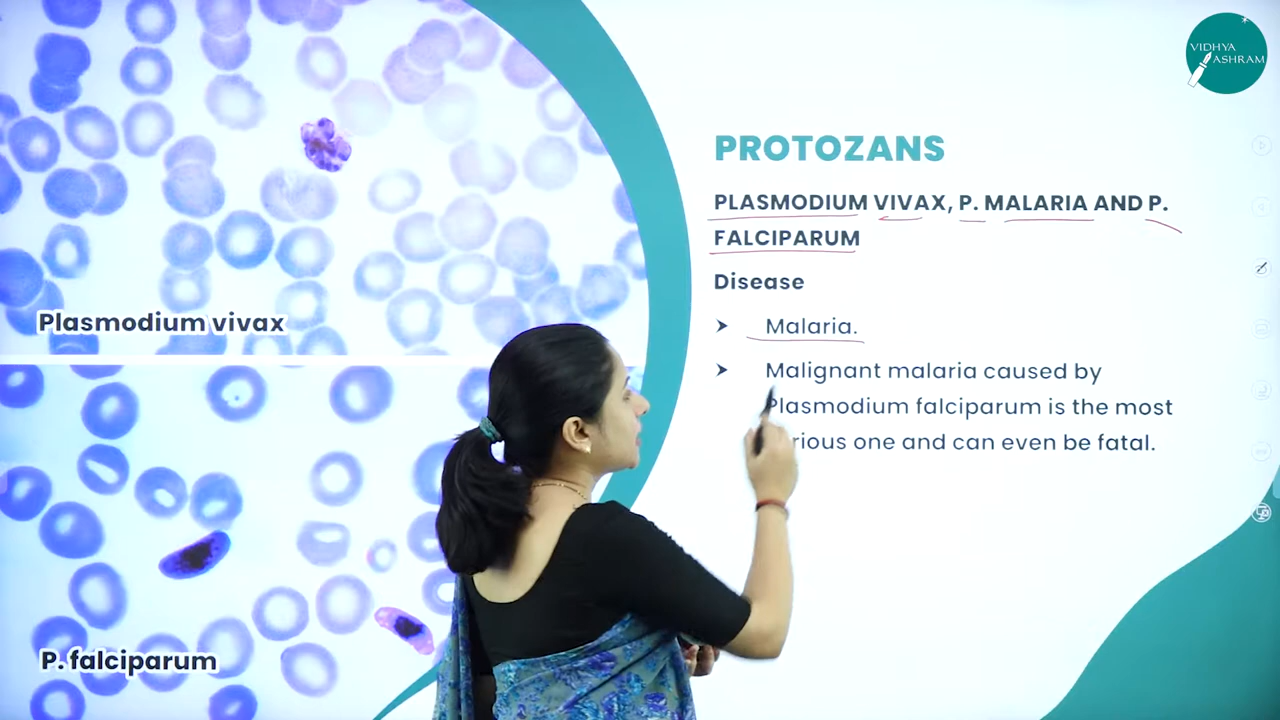 VIDHYA
ASHRAM
PROTOZANS
PLASMODIUM VIVAX, P. MALARIA AND P.
FALCIPARUM
Disease
Malaria.
Malignant malaria caused by
Plasmodium falciparum is the most
rious one and can even be fatal.
Plasmodium vivax
P. falciparum